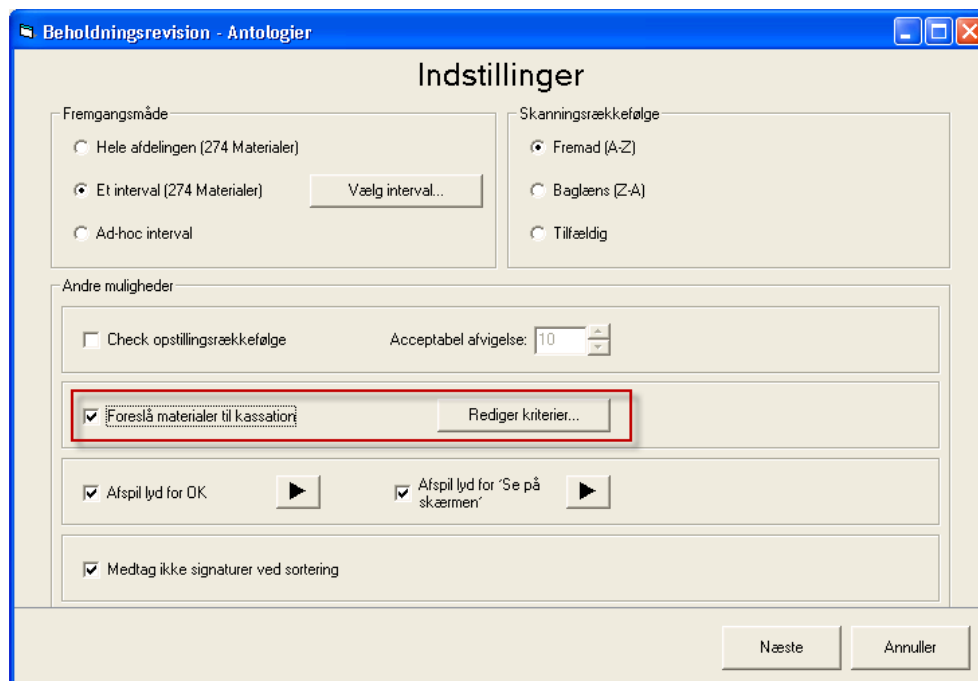 Beholdningsrevision - Antologier
Indstillinger
Fremgangsmåde
Hele afdelingen (274 Materialer)
Et interval (274 Materialer)
Vælg interval...
Ad-hoc interval
Skanningsrækkefølge
Fremad (A-Z)
Baglæns (Z-A)
Tilfældig
Andre muligheder
Check opstillingsrækkefølge
Acceptabel afvigelse:
10
Foreslå materialer til kassation
Rediger kriterier...
Afspil lyd for OK
Afspil lyd for 'Se på
skærmen'
Medtag ikke signaturer ved sortering
Næste
Annuller